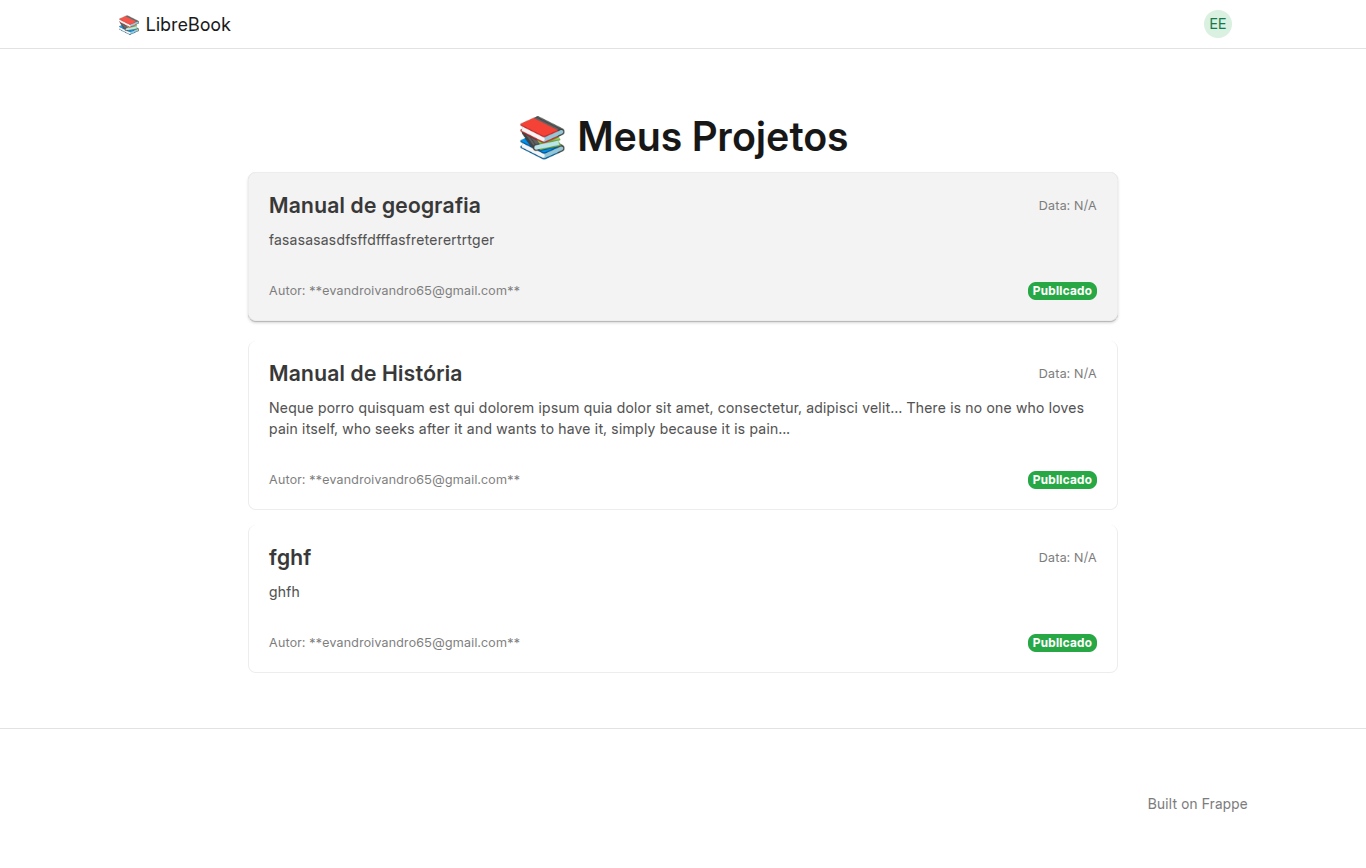 📚 LibreBook
EE
📚 Meus Projetos
Manual de geografia
Data: N/A
fasasasasdfsffdfffasfreterertrtger
Autor: **evandroivandro65@gmail.com**
Publicado
Manual de História
Data: N/A
Neque porro quisquam est qui dolorem ipsum quia dolor sit amet, consectetur, adipisci velit... There is no one who loves
pain itself, who seeks after it and wants to have it, simply because it is pain...
Autor: **evandroivandro65@gmail.com**
Publicado
fghf
Data: N/A
ghfh
Autor: **evandroivandro65@gmail.com**
Publicado
Built on Frappe